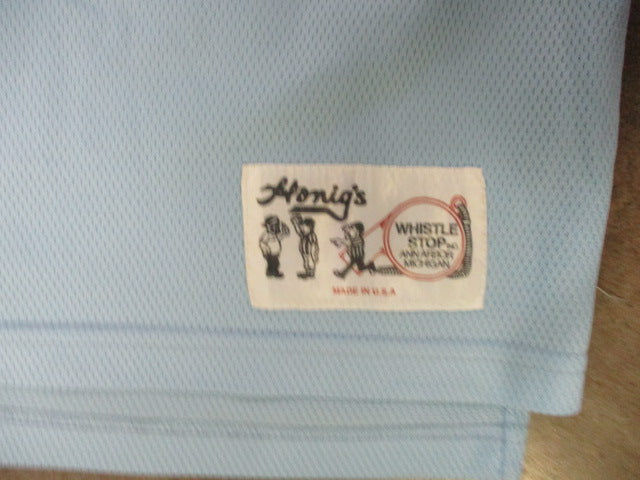 Honig's
WHISTLE
STOP INC.
ANN ARBOR
MICHIGAN
MADE IN U.S.A